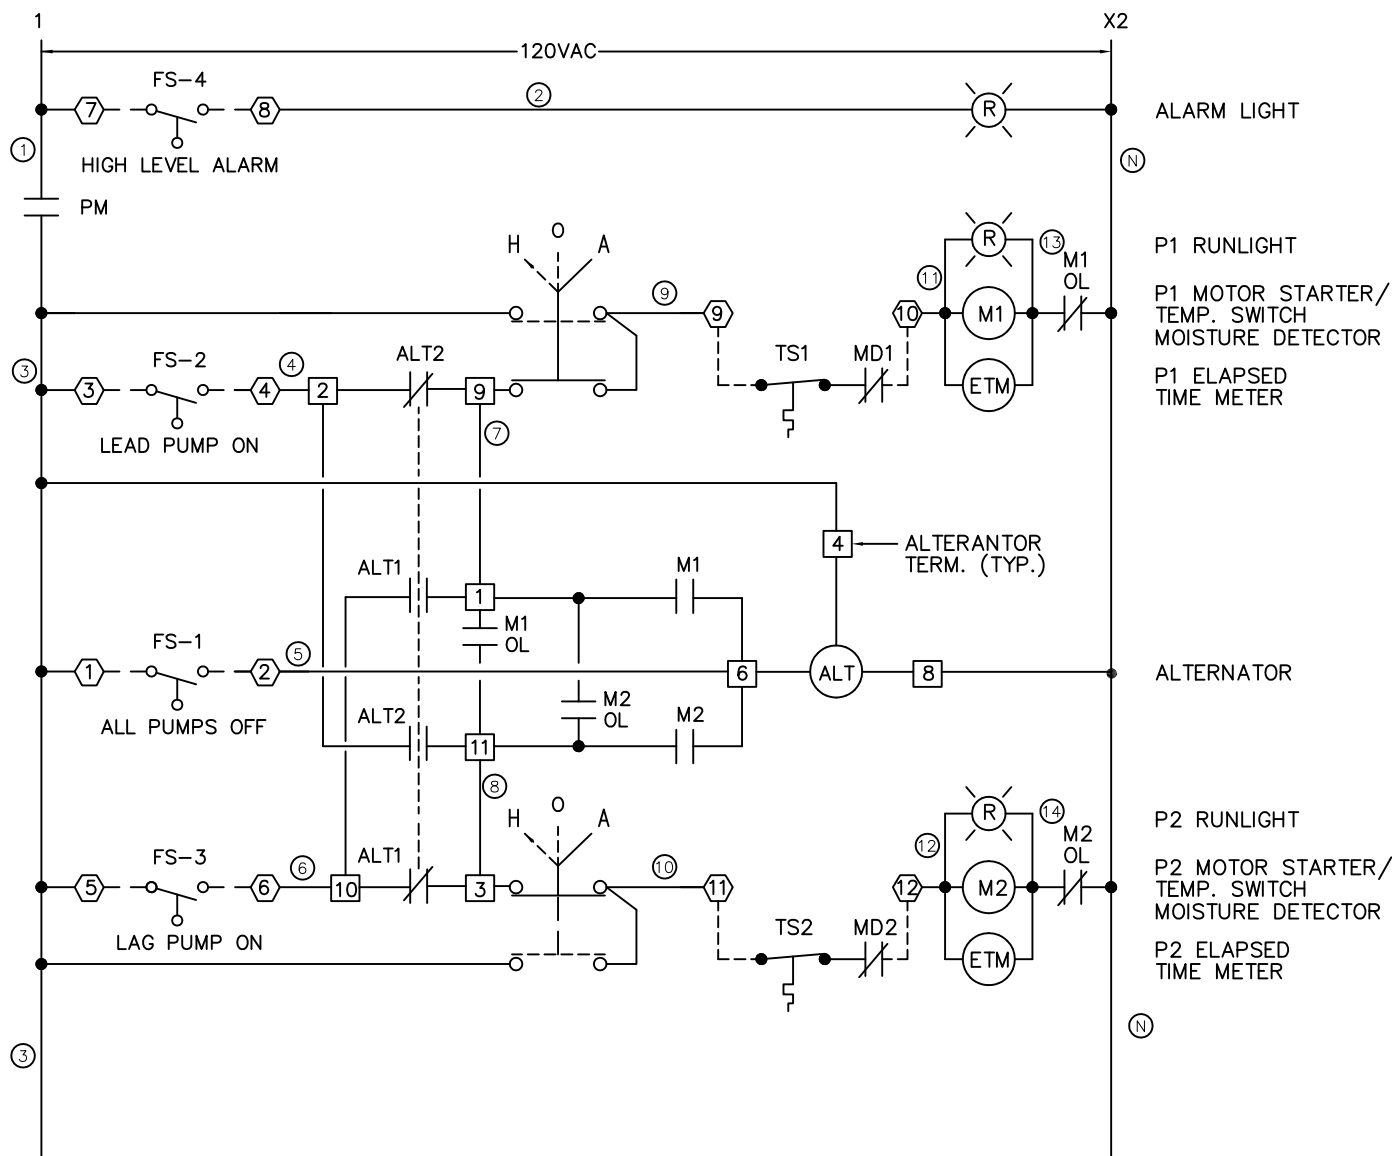 1
X2
120VAC
FS-4
7
8
2
R
ALARM LIGHT
1
HIGH LEVEL ALARM
N
PM
H O A
R
13
P1 RUNLIGHT
M1
OL
11
9
9
10
M1
P1 MOTOR STARTER/
TEMP. SWITCH
MOISTURE DETECTOR
3
FS-2
4
ALT2
TS1
MD1
3
4
2
9
ETM
P1 ELAPSED
TIME METER
LEAD PUMP ON
7
4
ALTERANTOR
TERM. (TYP.)
ALT1
1
M1
M1
OL
FS-1
5
1
2
6
ALT
8
ALTERNATOR
M2
OL
ALL PUMPS OFF
ALT2
11
M2
8
H O A
R
14
P2 RUNLIGHT
M2
OL
12
FS-3
6
ALT1
10
5
6
10
3
11
12
M2
P2 MOTOR STARTER/
TEMP. SWITCH
MOISTURE DETECTOR
LAG PUMP ON
TS2
MD2
ETM
P2 ELAPSED
TIME METER
N
3